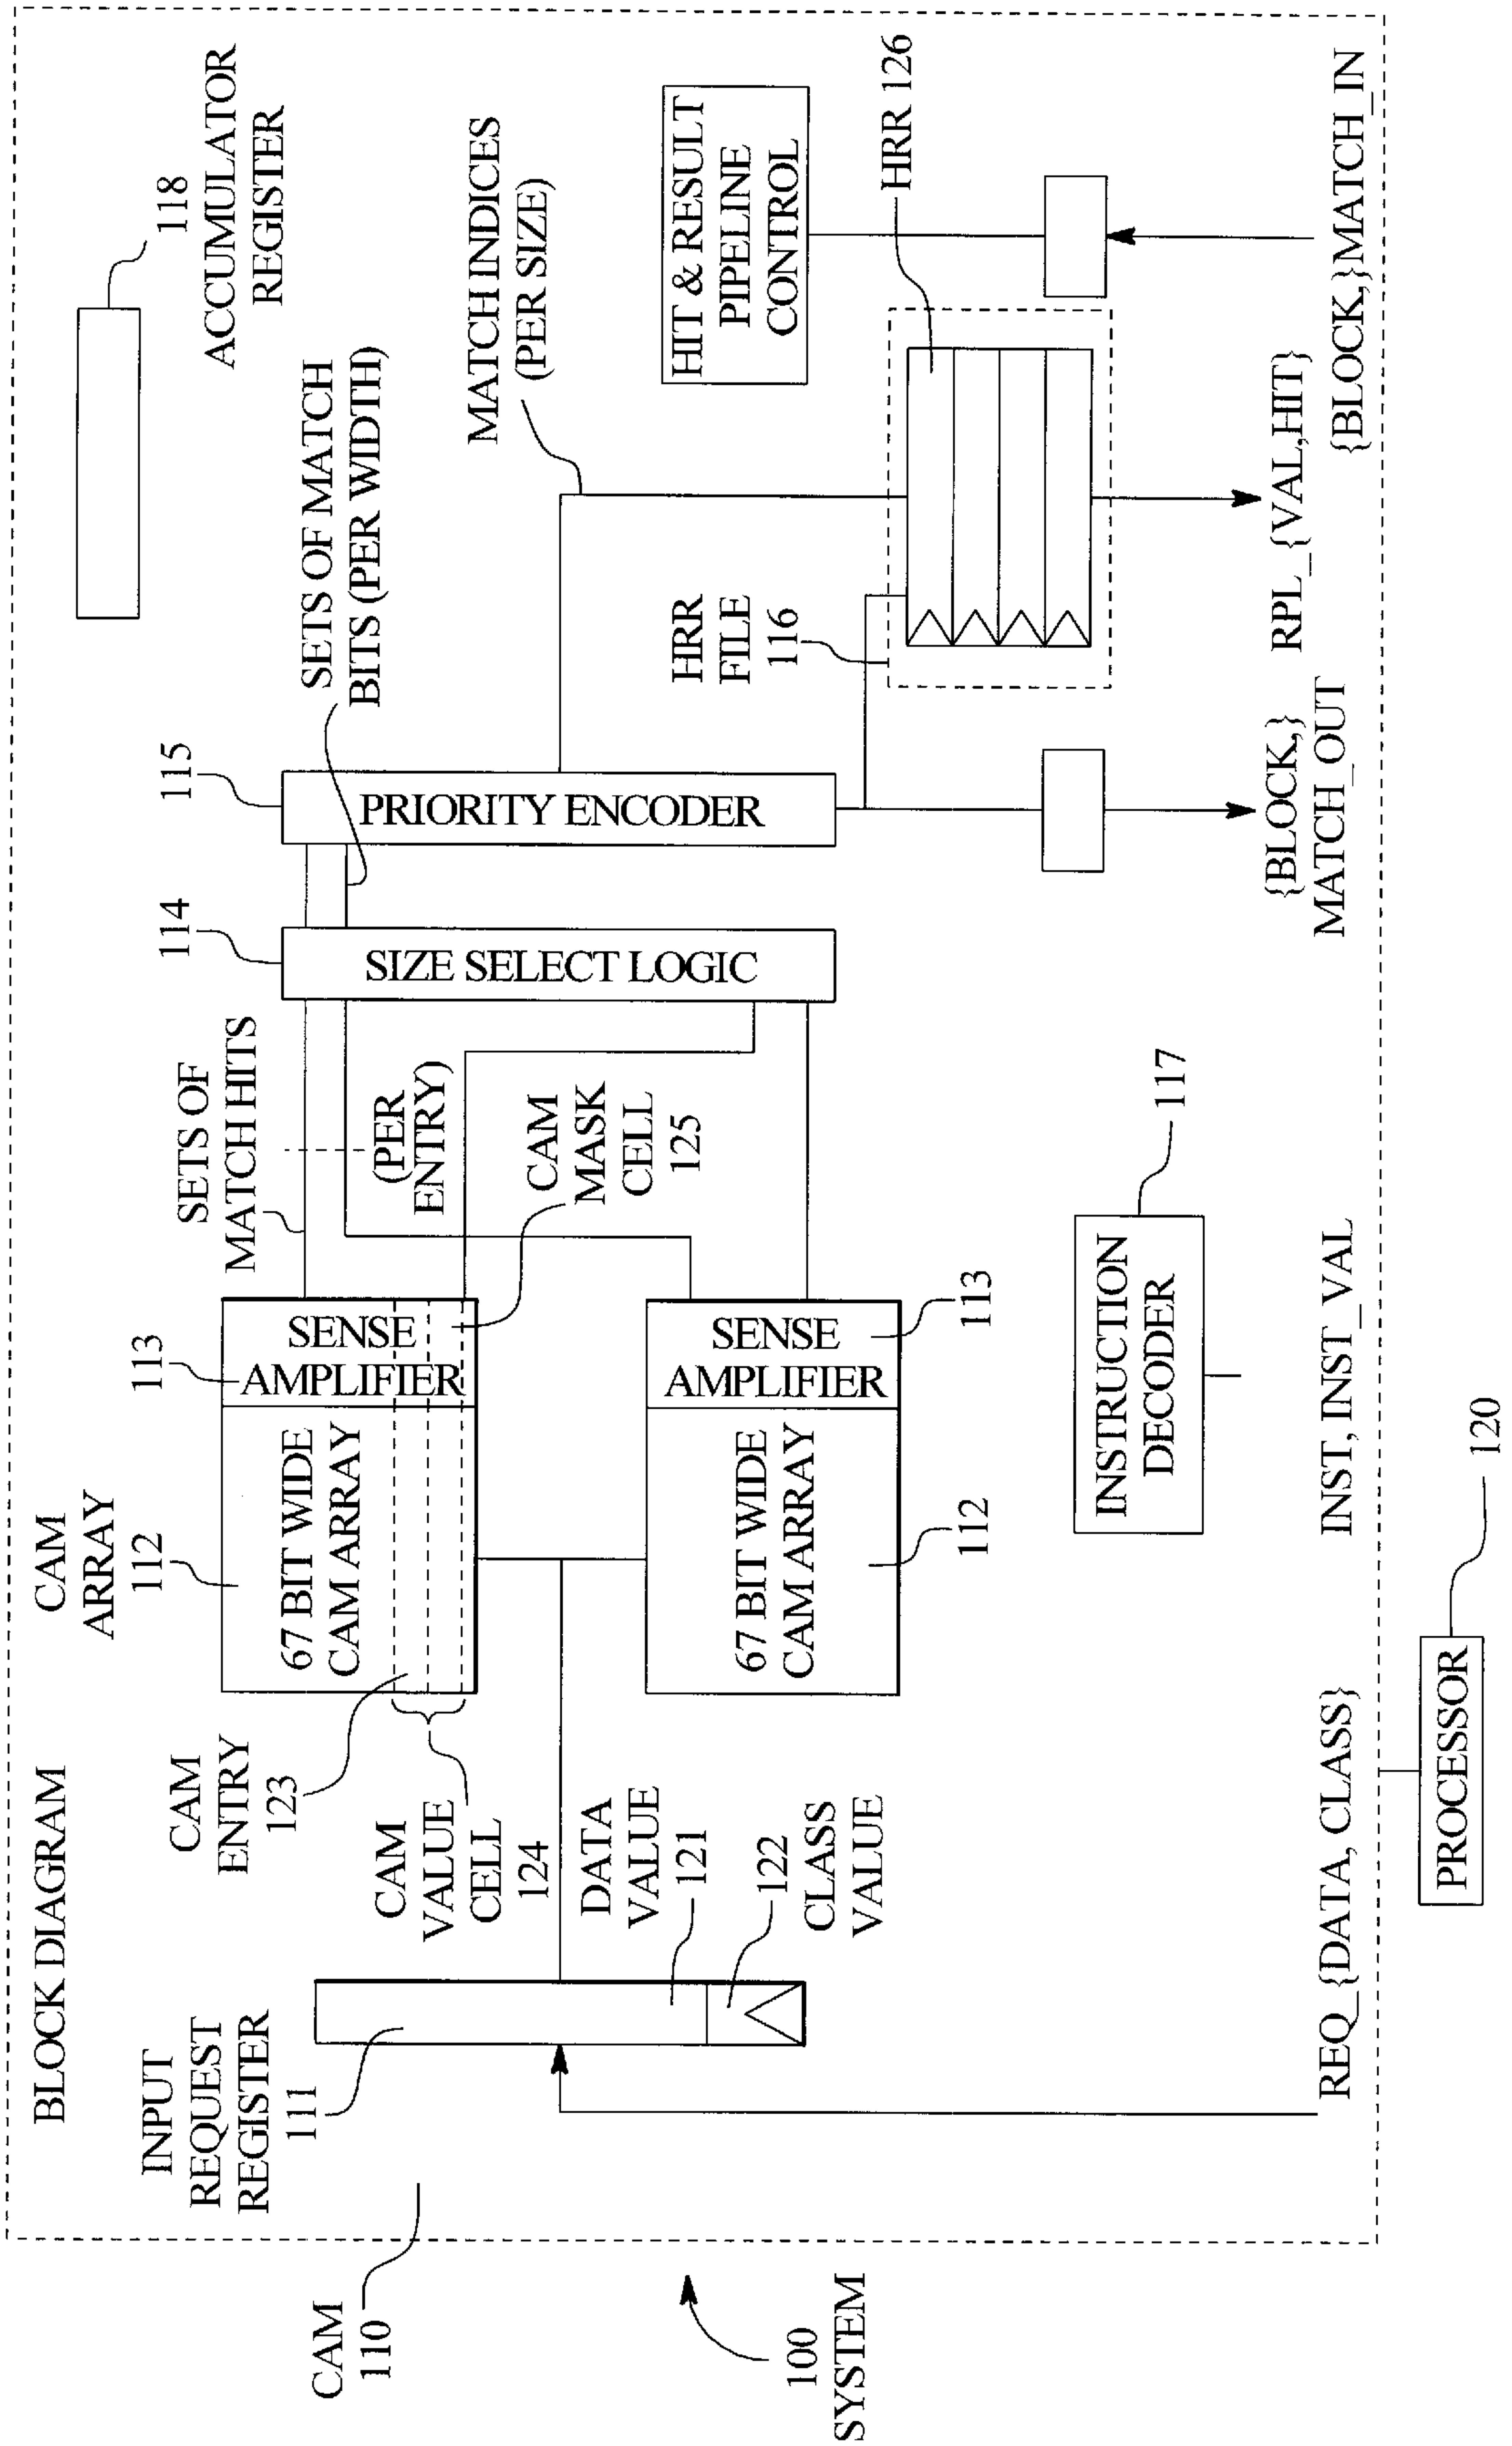 BLOCK DIAGRAM
CAM
ARRAY
112
118
ACCUMULATOR
REGISTER
INPUT
REQUEST
REGISTER
111
CAM
ENTRY
123
113
SETS OF
MATCH HITS
114
115
SETS OF MATCH
BITS (PER WIDTH)
67 BIT WIDE
CAM ARRAY
SENSE
AMPLIFIER
(PER
ENTRY)
SIZE SELECT LOGIC
PRIORITY ENCODER
MATCH INDICES
(PER SIZE)
CAM
110
CAM
VALUE
CELL
124
CAM
MASK
CELL
125
DATA
VALUE
121
122
CLASS
VALUE
67 BIT WIDE
CAM ARRAY
SENSE
AMPLIFIER
112
113
HRR
FILE
116
HIT & RESULT
PIPELINE
CONTROL
HRR 126
100
SYSTEM
INSTRUCTION
DECODER
117
REQ_{DATA, CLASS}
INST, INST_VAL
{BLOCK,}
MATCH_OUT
RPL_{VAL,HIT}
{BLOCK,}MATCH_IN
PROCESSOR
120